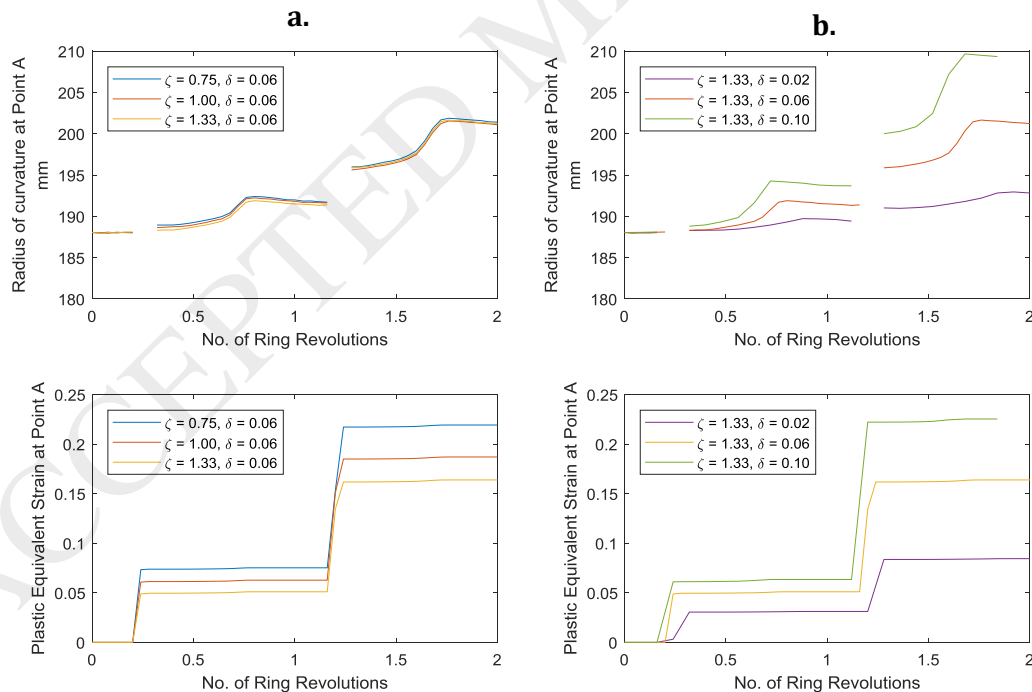 a.
210
205
200
195
190
185
180
Radius of curvature at Point A
mm
ζ = 0.75, δ = 0.06
ζ = 1.00, δ = 0.06
ζ = 1.33, δ = 0.06
0 0.5 1 1.5 2
No. of Ring Revolutions
b.
210
205
200
195
190
185
180
Radius of curvature at Point A
mm
ζ = 1.33, δ = 0.02
ζ = 1.33, δ = 0.06
ζ = 1.33, δ = 0.10
0 0.5 1 1.5 2
No. of Ring Revolutions
0.25
0.2
0.15
0.1
0.05
0
Plastic Equivalent Strain at Point A
ζ = 0.75, δ = 0.06
ζ = 1.00, δ = 0.06
ζ = 1.33, δ = 0.06
0 0.5 1 1.5 2
No. of Ring Revolutions
0.25
0.2
0.15
0.1
0.05
0
Plastic Equivalent Strain at Point A
ζ = 1.33, δ = 0.02
ζ = 1.33, δ = 0.06
ζ = 1.33, δ = 0.10
0 0.5 1 1.5 2
No. of Ring Revolutions
ACCEPTED M